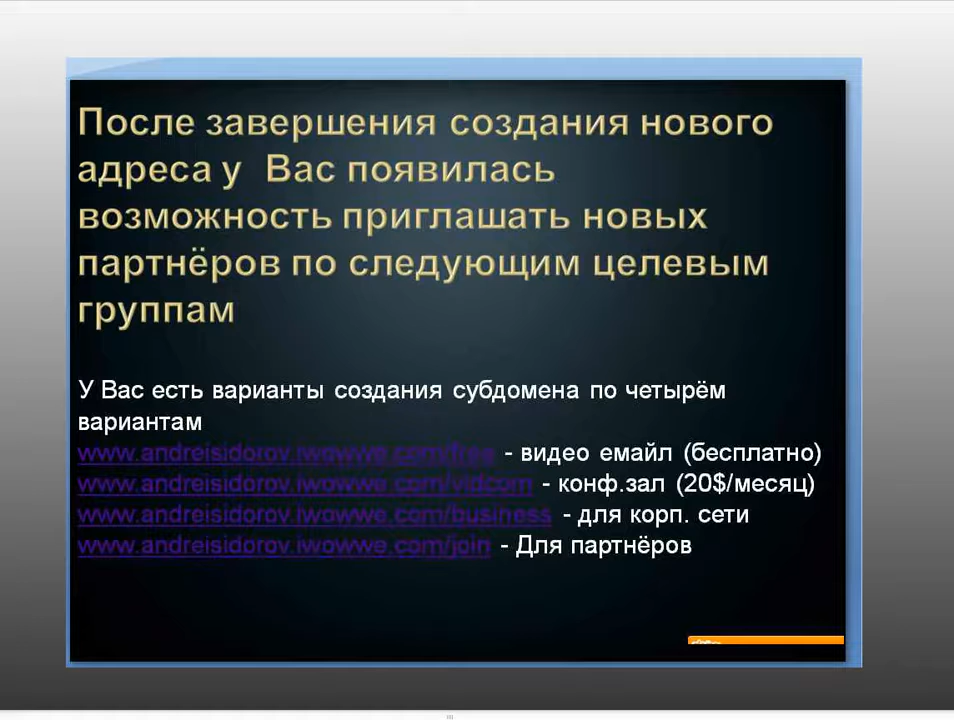 После завершения создания нового
адреса у Вас появилась
возможность приглашать новых
партнёров по следующим целевым
группам
У Вас есть варианты создания субдомена по четырём
вариантам
www.andreisidorov.iwowwe.com/free - видео емайл (бесплатно)
www.andreisidorov.iwowwe.com/vidcom - конф.зал (20$/месяц)
www.andreisidorov.iwowwe.com/business - для корп. сети
www.andreisidorov.iwowwe.com/join - Для партнёров